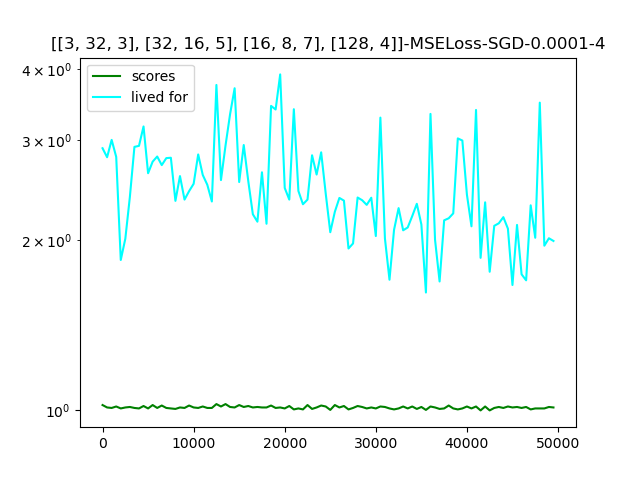 [[3, 32, 3], [32, 16, 5], [16, 8, 7], [128, 4]]-MSELoss-SGD-0.0001-4
scores
lived for
4 × 10⁰
3 × 10⁰
2 × 10⁰
10⁰
0 10000 20000 30000 40000 50000